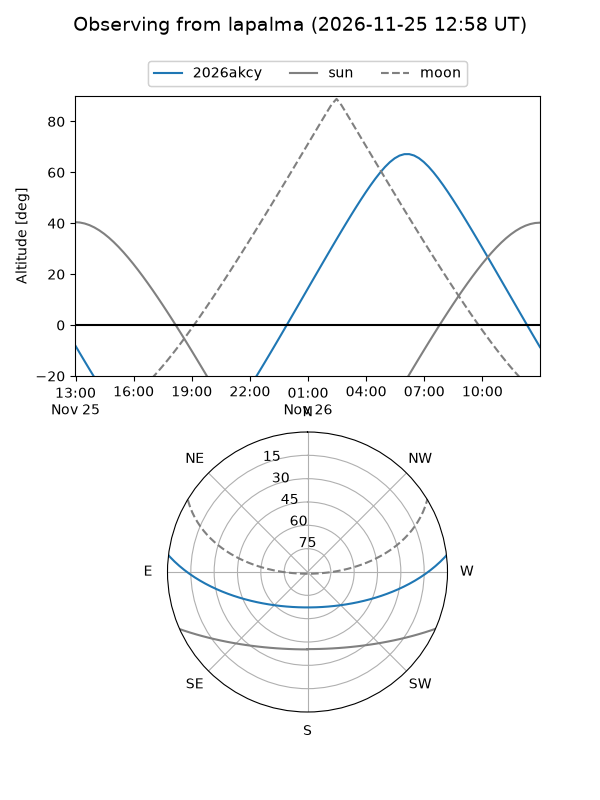 Observing from lapalma (2026-11-25 12:58 UT)
2026akcy sun moon
Altitude [deg]
80
60
40
20
0
−20
13:00 16:00 19:00 22:00 01:00 04:00 07:00 10:00
Nov 25 Nov 26
N
NE NW
15
30
45
60
75
E W
SE SW
S